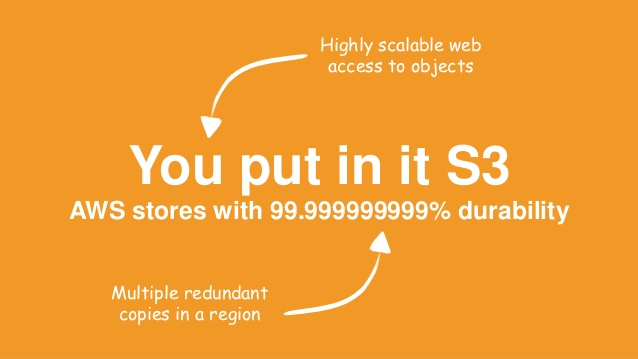 Highly scalable web
access to objects
You put in it S3
AWS stores with 99.999999999% durability
Multiple redundant
copies in a region